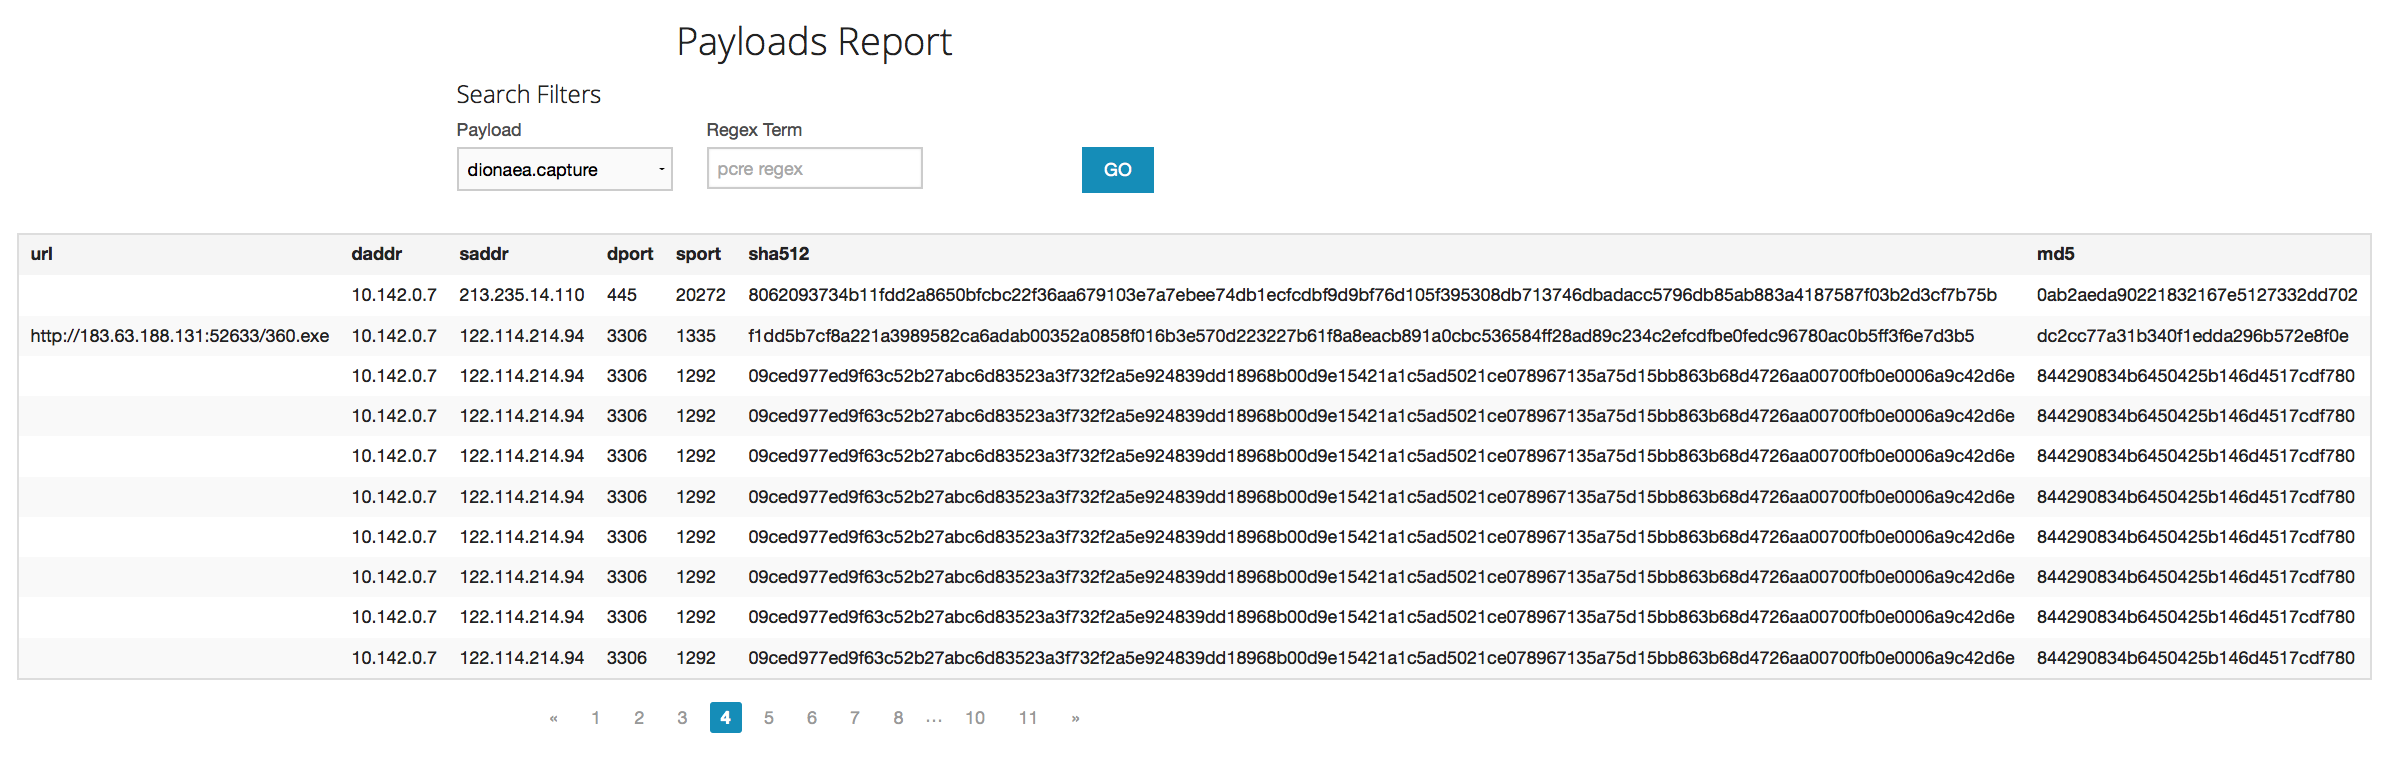 Payloads Report
Search Filters
Payload Regex Term
dionaea.capture pcre regex GO
url daddr saddr dport sport sha512 md5
10.142.0.7 213.235.14.110 445 20272 8062093734b11fdd2a8650bfcbc22f36aa679103e7a7ebee74db1ecfcdbf9d9bf76d105f395308db713746dbadacc5796db85ab883a4187587f03b2d3cf7b75b 0ab2aeda90221832167e5127332dd702
http://183.63.188.131:52633/360.exe 10.142.0.7 122.114.214.94 3306 1335 f1dd5b7cf8a221a3989582ca6adab00352a0858f016b3e570d223227b61f8a8eacb891a0cbc536584ff28ad89c234c2efcdfbe0fedc96780ac0b5ff3f6e7d3b5 dc2cc77a31b340f1edda296b572e8f0e
10.142.0.7 122.114.214.94 3306 1292 09ced977ed9f63c52b27abc6d83523a3f732f2a5e924839dd18968b00d9e15421a1c5ad5021ce078967135a75d15bb863b68d4726aa00700fb0e0006a9c42d6e 844290834b6450425b146d4517cdf780
10.142.0.7 122.114.214.94 3306 1292 09ced977ed9f63c52b27abc6d83523a3f732f2a5e924839dd18968b00d9e15421a1c5ad5021ce078967135a75d15bb863b68d4726aa00700fb0e0006a9c42d6e 844290834b6450425b146d4517cdf780
10.142.0.7 122.114.214.94 3306 1292 09ced977ed9f63c52b27abc6d83523a3f732f2a5e924839dd18968b00d9e15421a1c5ad5021ce078967135a75d15bb863b68d4726aa00700fb0e0006a9c42d6e 844290834b6450425b146d4517cdf780
10.142.0.7 122.114.214.94 3306 1292 09ced977ed9f63c52b27abc6d83523a3f732f2a5e924839dd18968b00d9e15421a1c5ad5021ce078967135a75d15bb863b68d4726aa00700fb0e0006a9c42d6e 844290834b6450425b146d4517cdf780
10.142.0.7 122.114.214.94 3306 1292 09ced977ed9f63c52b27abc6d83523a3f732f2a5e924839dd18968b00d9e15421a1c5ad5021ce078967135a75d15bb863b68d4726aa00700fb0e0006a9c42d6e 844290834b6450425b146d4517cdf780
10.142.0.7 122.114.214.94 3306 1292 09ced977ed9f63c52b27abc6d83523a3f732f2a5e924839dd18968b00d9e15421a1c5ad5021ce078967135a75d15bb863b68d4726aa00700fb0e0006a9c42d6e 844290834b6450425b146d4517cdf780
10.142.0.7 122.114.214.94 3306 1292 09ced977ed9f63c52b27abc6d83523a3f732f2a5e924839dd18968b00d9e15421a1c5ad5021ce078967135a75d15bb863b68d4726aa00700fb0e0006a9c42d6e 844290834b6450425b146d4517cdf780
10.142.0.7 122.114.214.94 3306 1292 09ced977ed9f63c52b27abc6d83523a3f732f2a5e924839dd18968b00d9e15421a1c5ad5021ce078967135a75d15bb863b68d4726aa00700fb0e0006a9c42d6e 844290834b6450425b146d4517cdf780
« 1 2 3 4 5 6 7 8 … 10 11 »